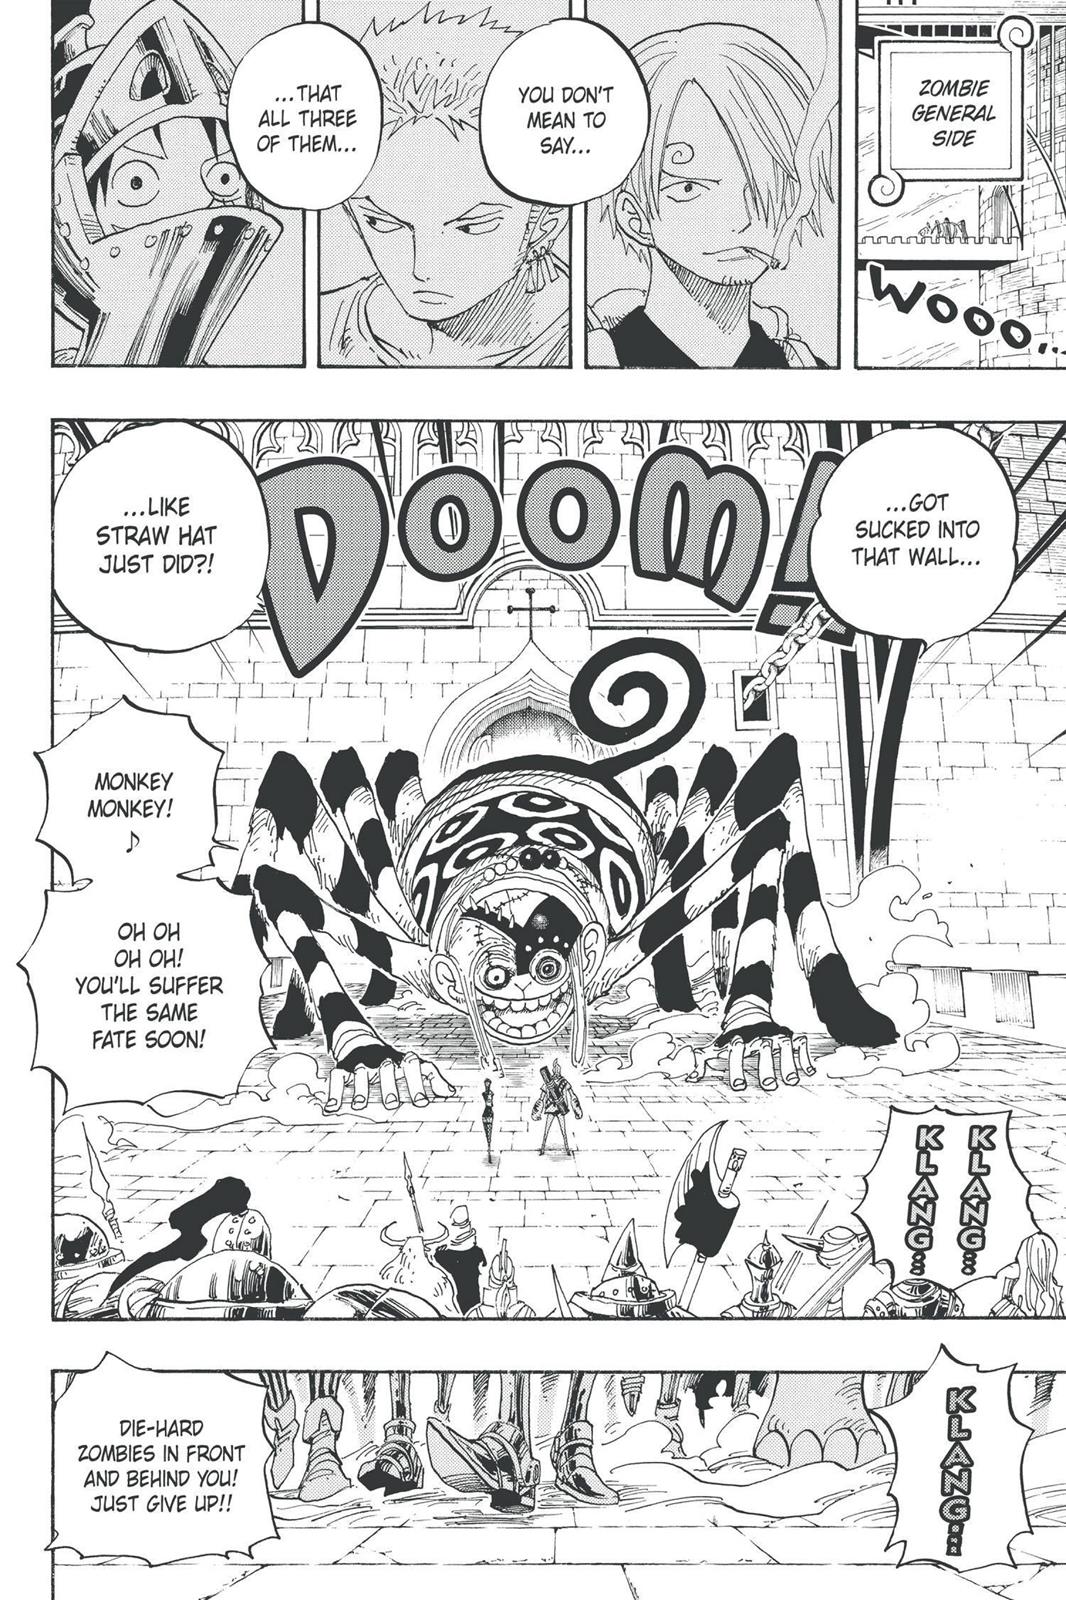 ZOMBIE
GENERAL
SIDE
WOOO...
YOU DON'T
MEAN TO
SAY...
...THAT
ALL THREE
OF THEM...
...GOT
SUCKED INTO
THAT WALL...
DOOM!!
...LIKE
STRAW HAT
JUST DID?!
MONKEY
MONKEY!
♪
OH OH
OH OH!
YOU'LL SUFFER
THE SAME
FATE SOON!
KLANG
KLANG
KLANG
DIE-HARD
ZOMBIES IN FRONT
AND BEHIND YOU!
JUST GIVE UP!!